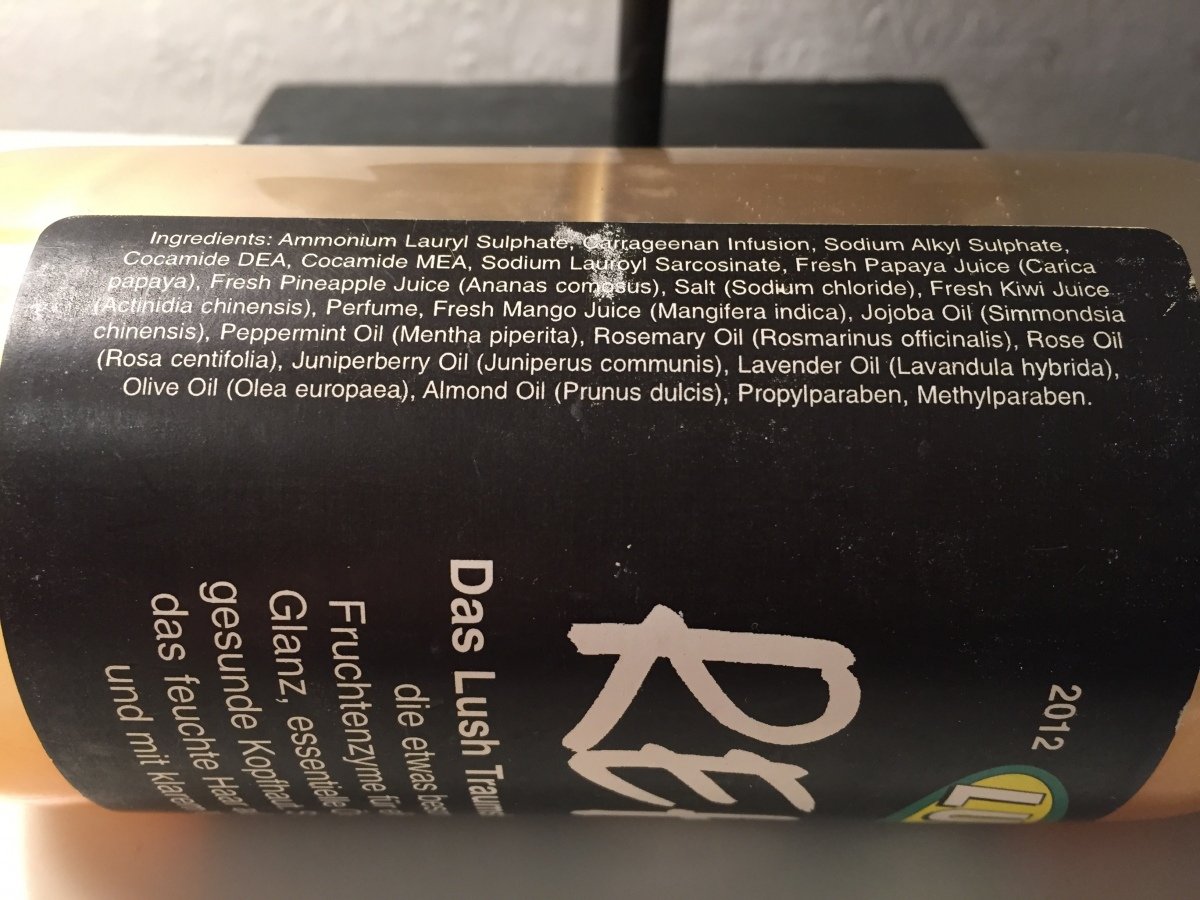 Ingredients: Ammonium Lauryl Sulphate, Carrageenan Infusion, Sodium Alkyl Sulphate,
Cocamide DEA, Cocamide MEA, Sodium Lauroyl Sarcosinate, Fresh Papaya Juice (Carica
papaya), Fresh Pineapple Juice (Ananas comosus), Salt (Sodium chloride), Fresh Kiwi Juice
(Actinidia chinensis), Perfume, Fresh Mango Juice (Mangifera indica), Jojoba Oil (Simmondsia
chinensis), Peppermint Oil (Mentha piperita), Rosemary Oil (Rosmarinus officinalis), Rose Oil
(Rosa centifolia), Juniperberry Oil (Juniperus communis), Lavender Oil (Lavandula hybrida),
Olive Oil (Olea europaea), Almond Oil (Prunus dulcis), Propylparaben, Methylparaben.
2012
Das Lush
die etwas
Fruchtenzyme für
Glanz, essentielle
gesunde
das feuchte
und mit